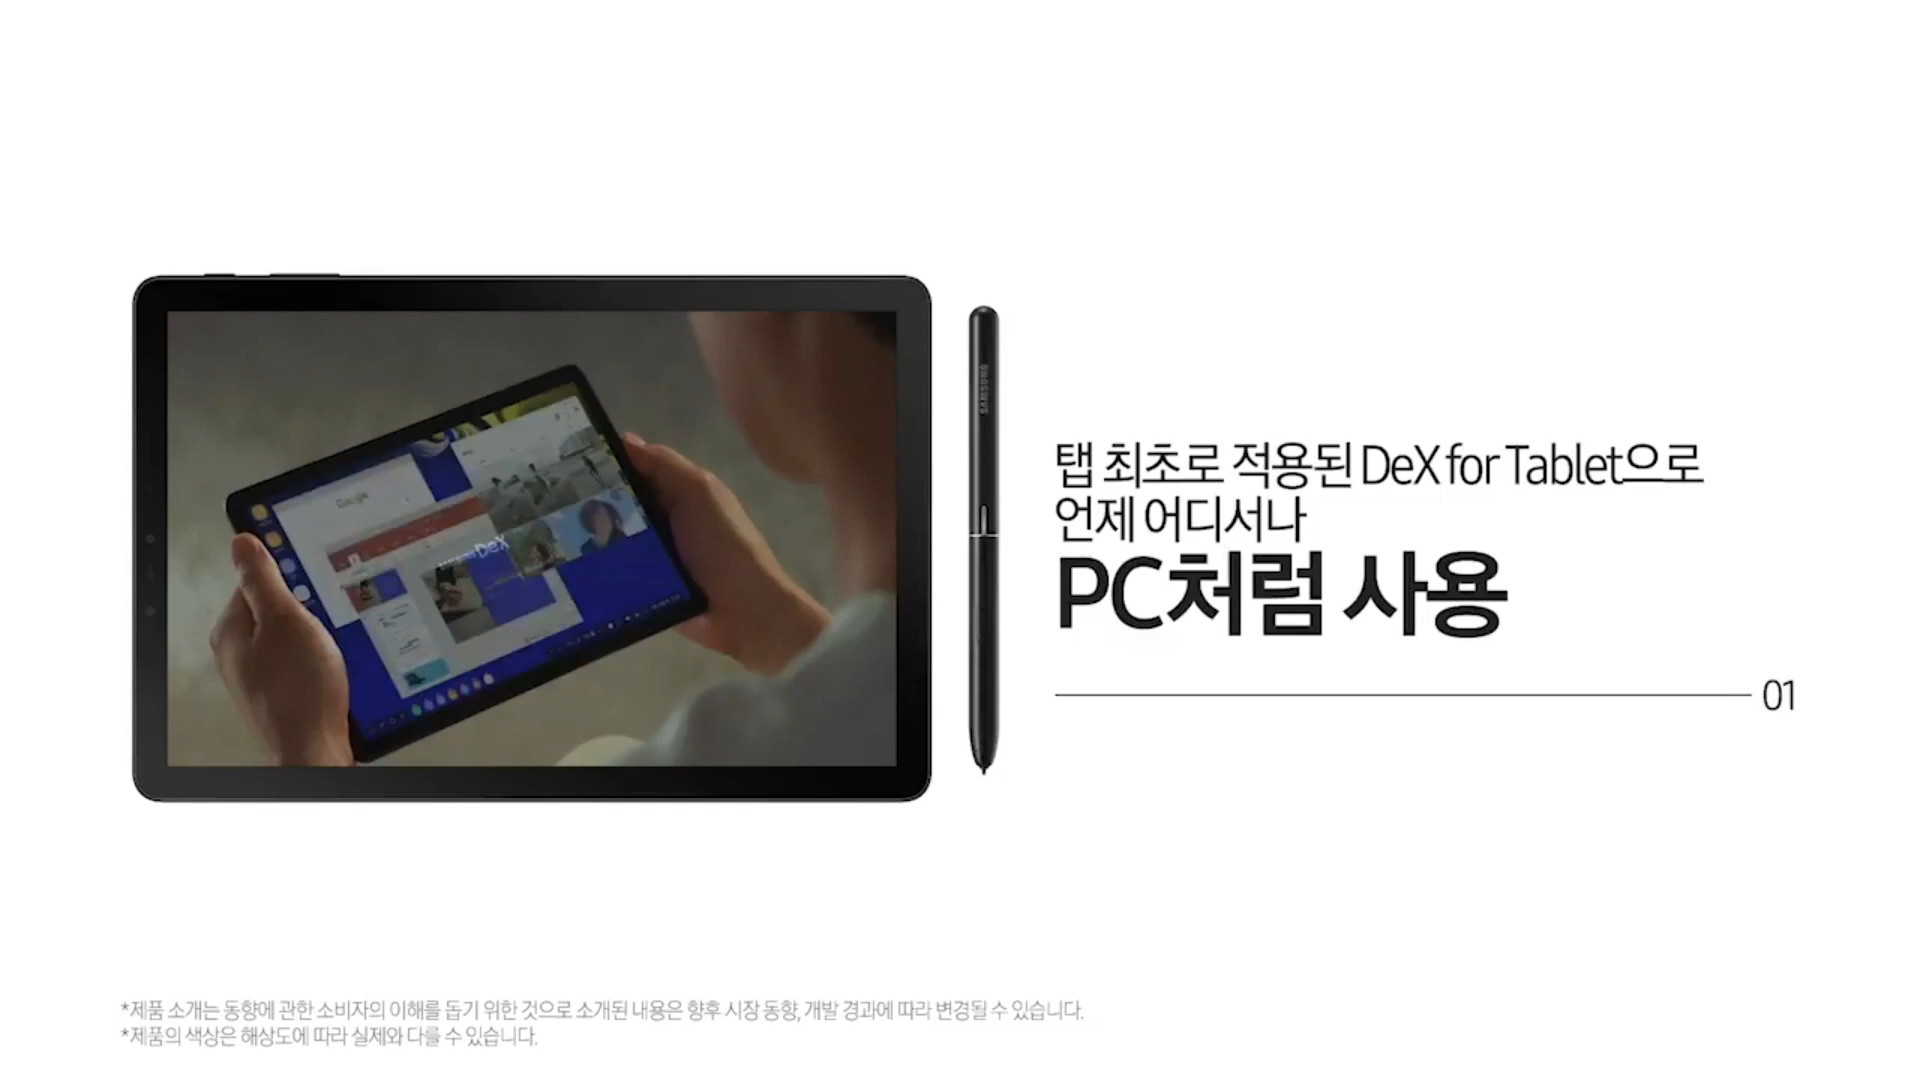 Google
DeX
SAMSUNG
탭 최초로 적용된 DeX for Tablet으로
언제 어디서나
PC처럼 사용
01
*제품 소개는 동향에 관한 소비자의 이해를 돕기 위한 것으로 소개된 내용은 향후 시장 동향, 개발 경과에 따라 변경될 수 있습니다.
*제품의 색상은 해상도에 따라 실제와 다를 수 있습니다.